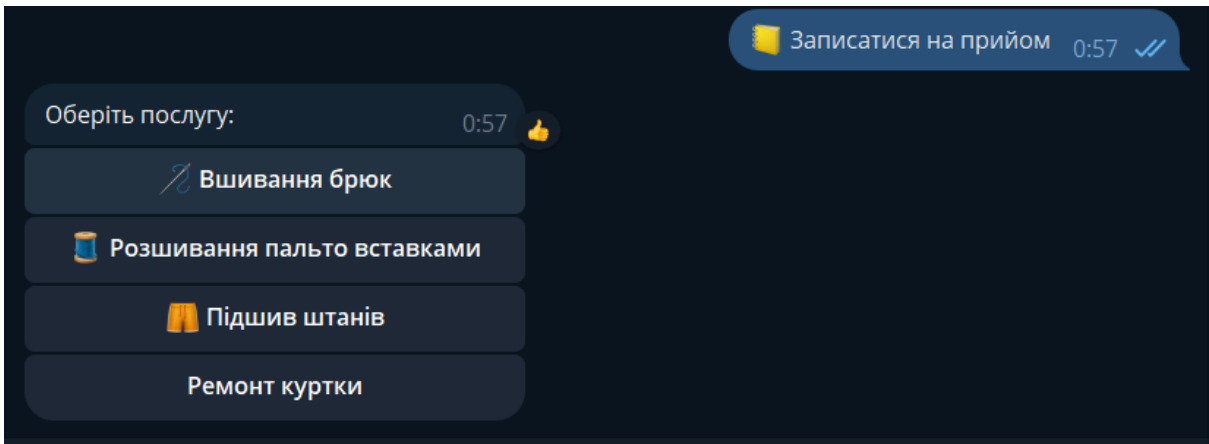 📒 Записатися на прийом 0:57
Оберіть послугу: 0:57 👍
🪡 Вшивання брюк
🧵 Розшивання пальто вставками
🩳 Підшив штанів
Ремонт куртки